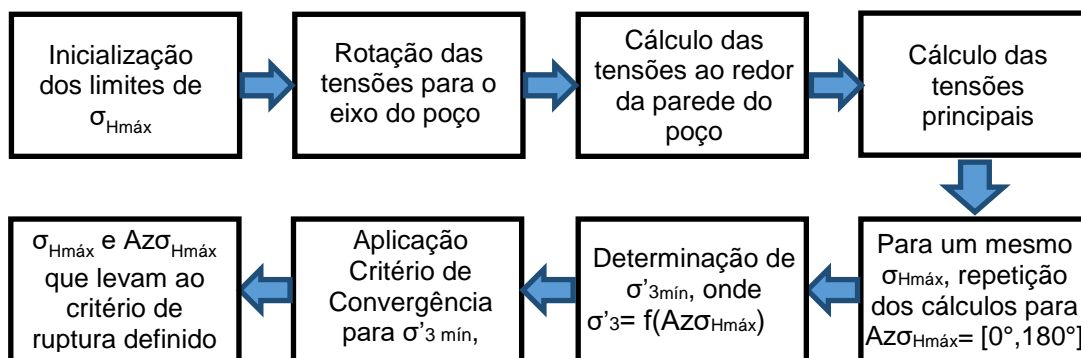 Inicialização
dos limites de
σHmáx
Rotação das
tensões para o
eixo do poço
Cálculo das
tensões ao redor
da parede do
poço
Cálculo das
tensões
principais
Para um mesmo
σHmáx, repetição
dos cálculos para
AzσHmáx= [0°,180°]
Determinação de
σ’3mín, onde
σ’3= f(AzσHmáx)
Aplicação
Critério de
Convergência
para σ’3 mín,
σHmáx e AzσHmáx
que levam ao
critério de
ruptura definido